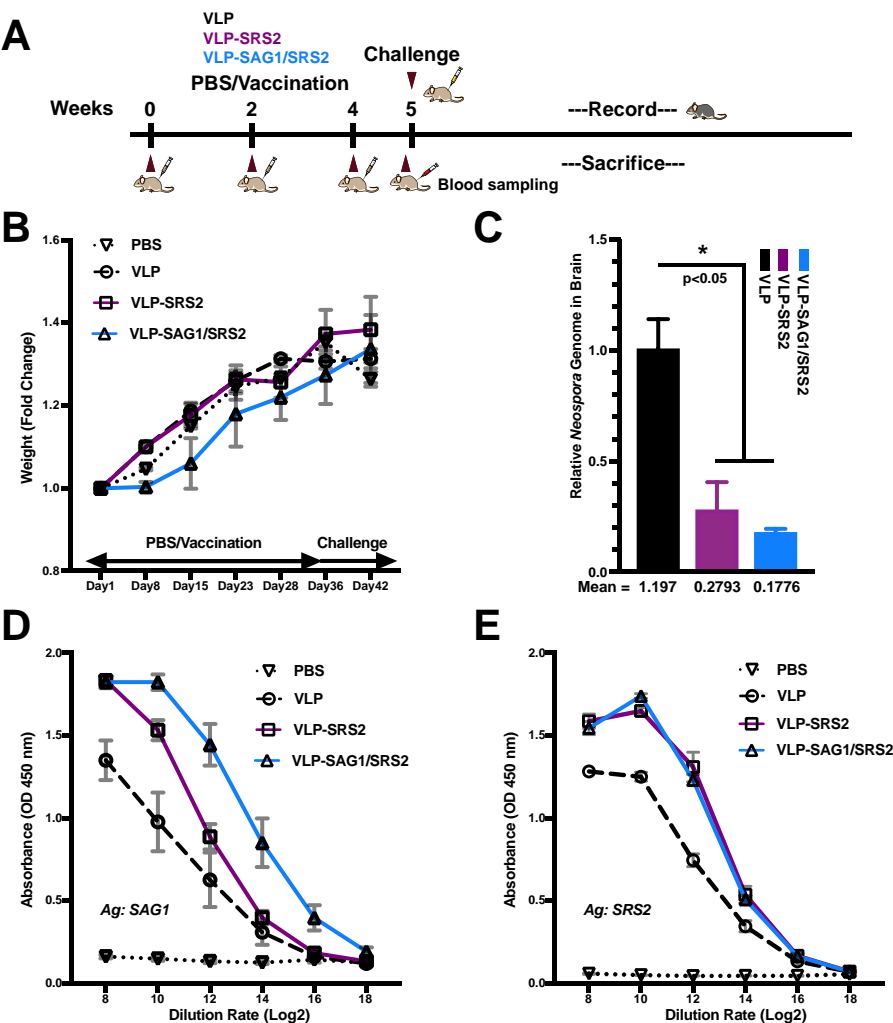 A
VLP
VLP-SRS2
VLP-SAG1/SRS2
PBS/Vaccination
Challenge
Weeks 0 2 4 5 ---Record---
---Sacrifice---
Blood sampling
B
Weight (Fold Change)
1.6
1.4
1.2
1.0
0.8
PBS
VLP
VLP-SRS2
VLP-SAG1/SRS2
PBS/Vaccination Challenge
Day1 Day8 Day15 Day23 Day28 Day36 Day42
C
Relative Neospora Genome in Brain
1.5
1.0
0.5
0.0
*
p<0.05
VLP
VLP-SRS2
VLP-SAG1/SRS2
Mean = 1.197 0.2793 0.1776
D
Absorbance (OD 450 nm)
2.0
1.5
1.0
0.5
0.0
PBS
VLP
VLP-SRS2
VLP-SAG1/SRS2
Ag: SAG1
8 10 12 14 16 18
Dilution Rate (Log2)
E
Absorbance (OD 450 nm)
2.0
1.5
1.0
0.5
0.0
PBS
VLP
VLP-SRS2
VLP-SAG1/SRS2
Ag: SRS2
8 10 12 14 16 18
Dilution Rate (Log2)